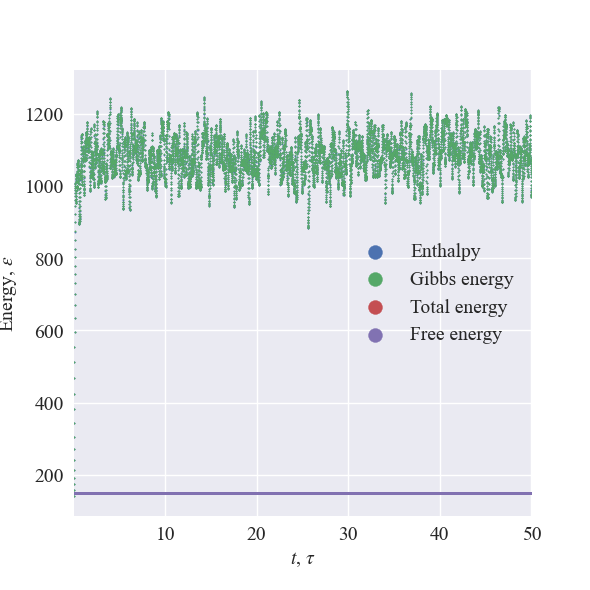 1200
1000
800
600
400
200
Energy, ε
Enthalpy
Gibbs energy
Total energy
Free energy
10 20 30 40 50
t, τ